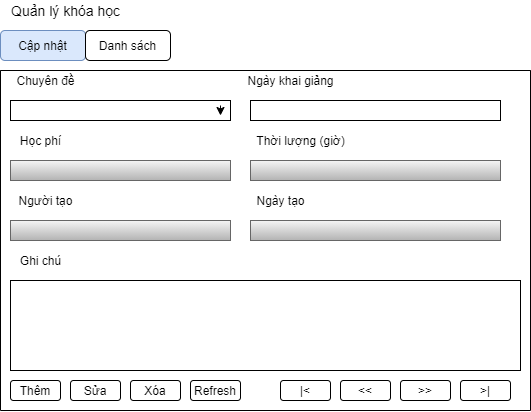 Quản lý khóa học
Cập nhật Danh sách
Chuyên đề Ngày khai giảng
Học phí Thời lượng (giờ)
Người tạo Ngày tạo
Ghi chú
Thêm Sửa Xóa Refresh |< << >> >|